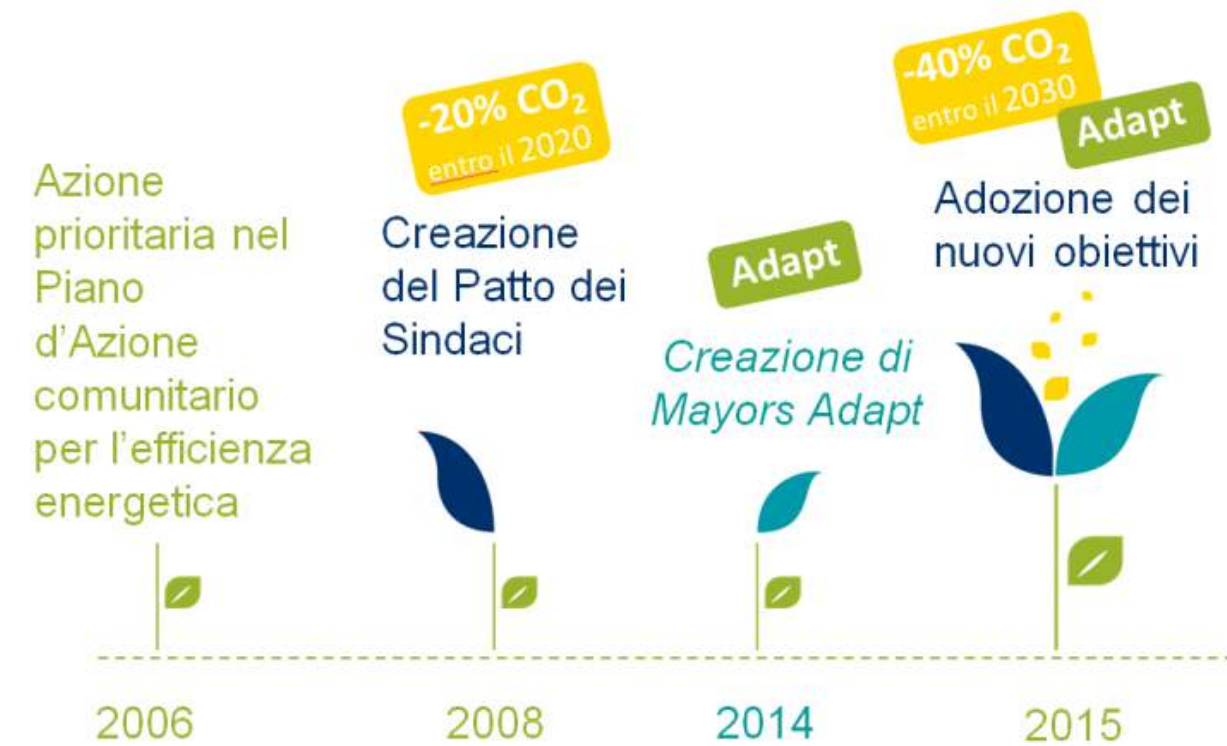 Azione
prioritaria nel
Piano
d'Azione
comunitario
per l'efficienza
energetica
2006
-20% CO₂
entro il 2020
Creazione
del Patto dei
Sindaci
2008
Adapt
Creazione di
Mayors Adapt
2014
-40% CO₂
entro il 2030
Adapt
Adozione dei
nuovi obiettivi
2015